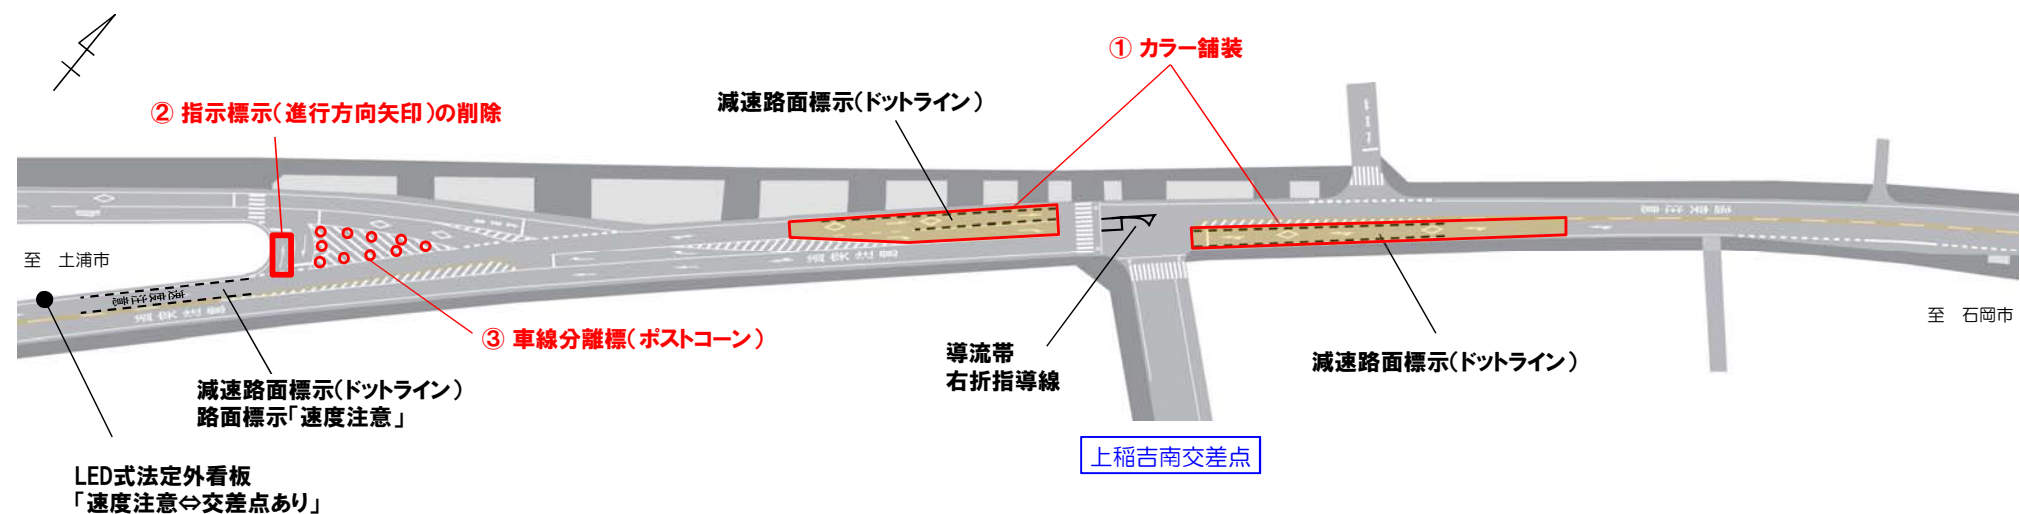 ① カラー舗装
② 指示標示(進行方向矢印)の削除
減速路面標示(ドットライン)
至 土浦市
③ 車線分離標(ポストコーン)
至 石岡市
導流帯
右折指導線
減速路面標示(ドットライン)
減速路面標示(ドットライン)
路面標示「速度注意」
上稲吉南交差点
LED式法定外看板
「速度注意⇔交差点あり」